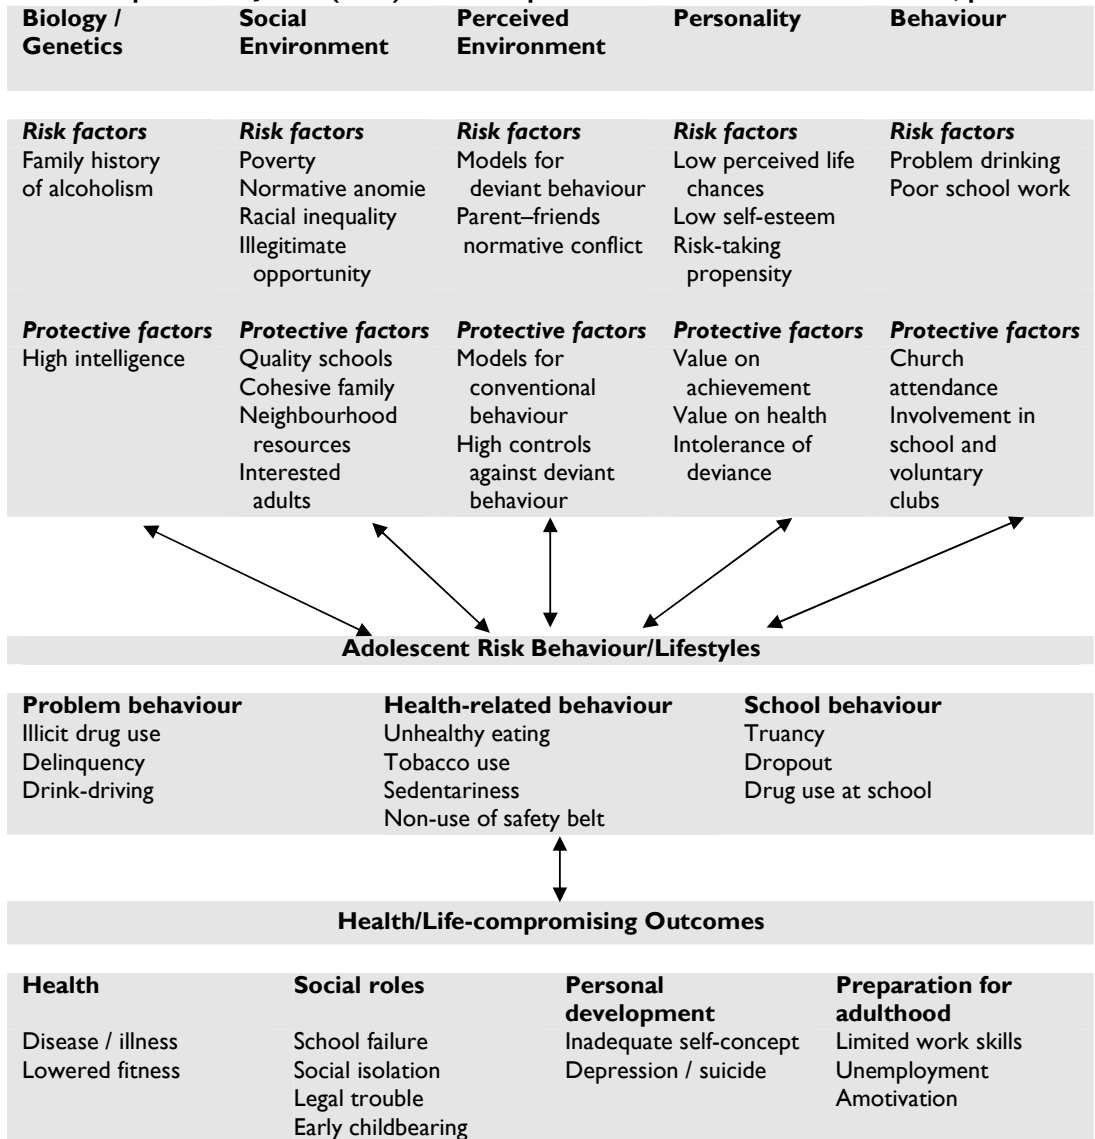 Biology /
Genetics
Social
Environment
Perceived
Environment
Personality
Behaviour
Risk factors
Family history
of alcoholism
Risk factors
Poverty
Normative anomie
Racial inequality
Illegitimate
opportunity
Risk factors
Models for
deviant behaviour
Parent–friends
normative conflict
Risk factors
Low perceived life
chances
Low self-esteem
Risk-taking
propensity
Risk factors
Problem drinking
Poor school work
Protective factors
High intelligence
Protective factors
Quality schools
Cohesive family
Neighbourhood
resources
Interested
adults
Protective factors
Models for
conventional
behaviour
High controls
against deviant
behaviour
Protective factors
Value on
achievement
Value on health
Intolerance of
deviance
Protective factors
Church
attendance
Involvement in
school and
voluntary
clubs
Adolescent Risk Behaviour/Lifestyles
Problem behaviour
Illicit drug use
Delinquency
Drink-driving
Health-related behaviour
Unhealthy eating
Tobacco use
Sedentariness
Non-use of safety belt
School behaviour
Truancy
Dropout
Drug use at school
Health/Life-compromising Outcomes
Health
Disease / illness
Lowered fitness
Social roles
School failure
Social isolation
Legal trouble
Early childbearing
Personal
development
Inadequate self-concept
Depression / suicide
Preparation for
adulthood
Limited work skills
Unemployment
Amotivation